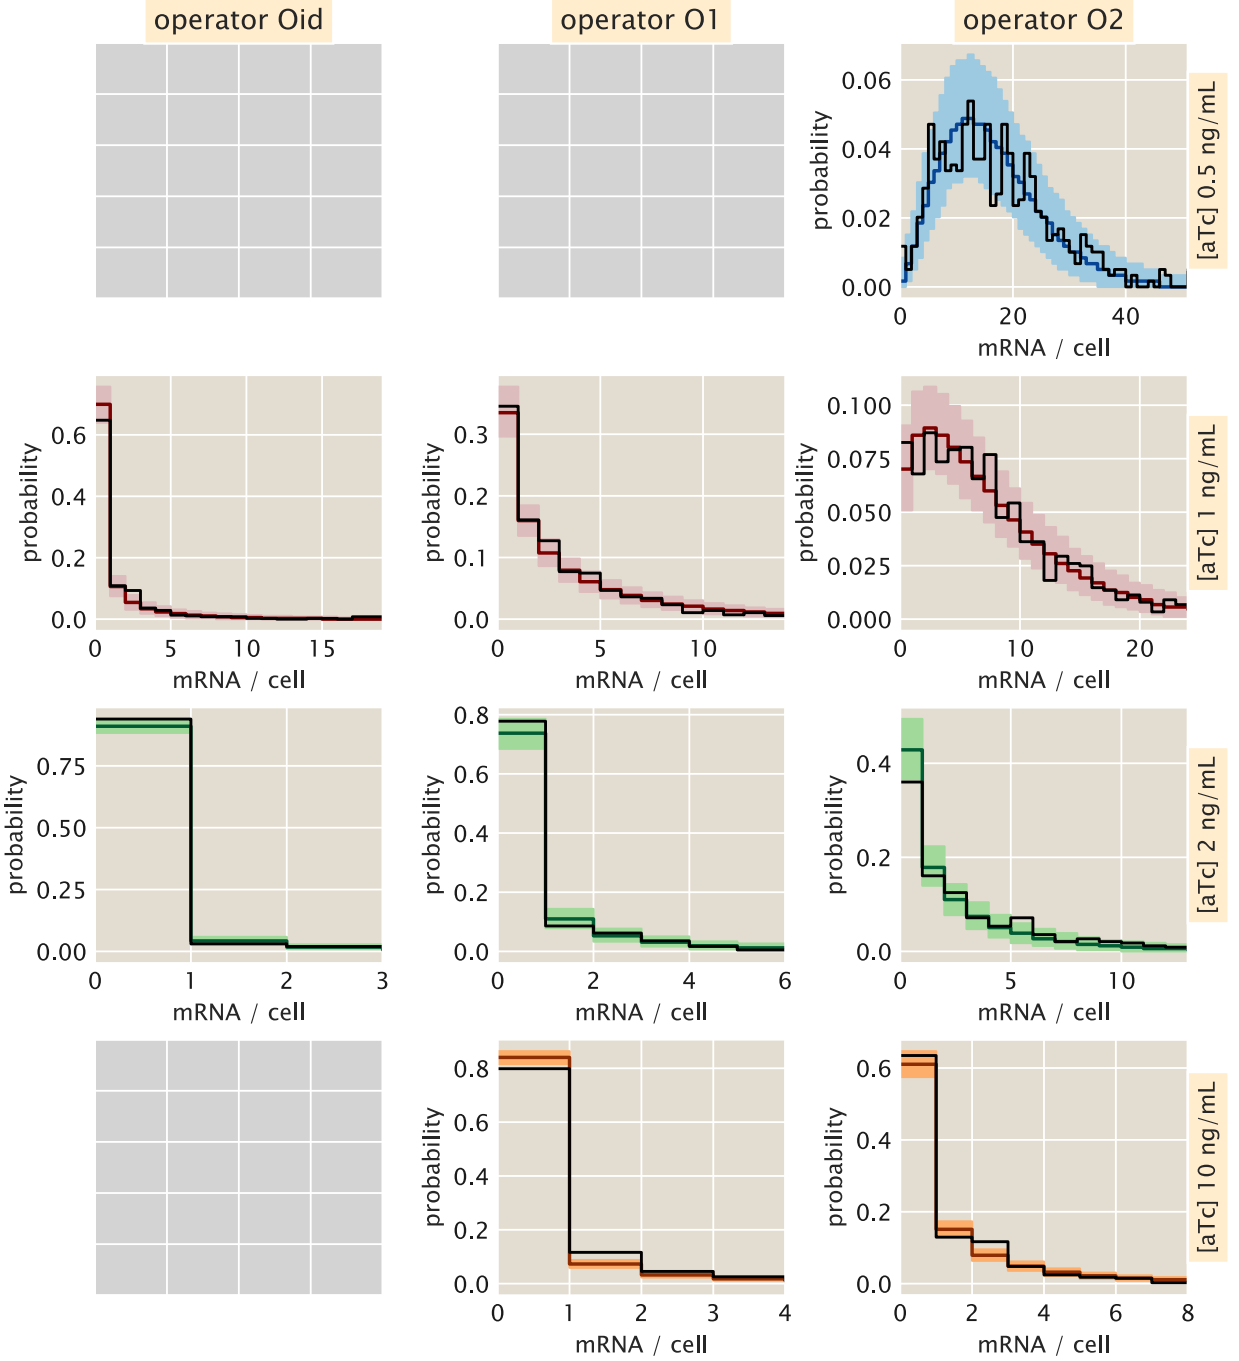 operator Oid
operator O1
operator O2
probability
0.06
0.04
0.02
0.00
0
20
40
mRNA / cell
[aTc] 0.5 ng/mL
probability
0.6
0.4
0.2
0.0
0
5
10
15
mRNA / cell
probability
0.3
0.2
0.1
0.0
0
5
10
mRNA / cell
probability
0.100
0.075
0.050
0.025
0.000
0
10
20
mRNA / cell
[aTc] 1 ng/mL
probability
0.75
0.50
0.25
0.00
0
1
2
3
mRNA / cell
probability
0.8
0.6
0.4
0.2
0.0
0
2
4
6
mRNA / cell
probability
0.4
0.2
0.0
0
5
10
mRNA / cell
[aTc] 2 ng/mL
probability
0.8
0.6
0.4
0.2
0.0
0
1
2
3
4
mRNA / cell
probability
0.6
0.4
0.2
0.0
0
2
4
6
8
mRNA / cell
[aTc] 10 ng/mL